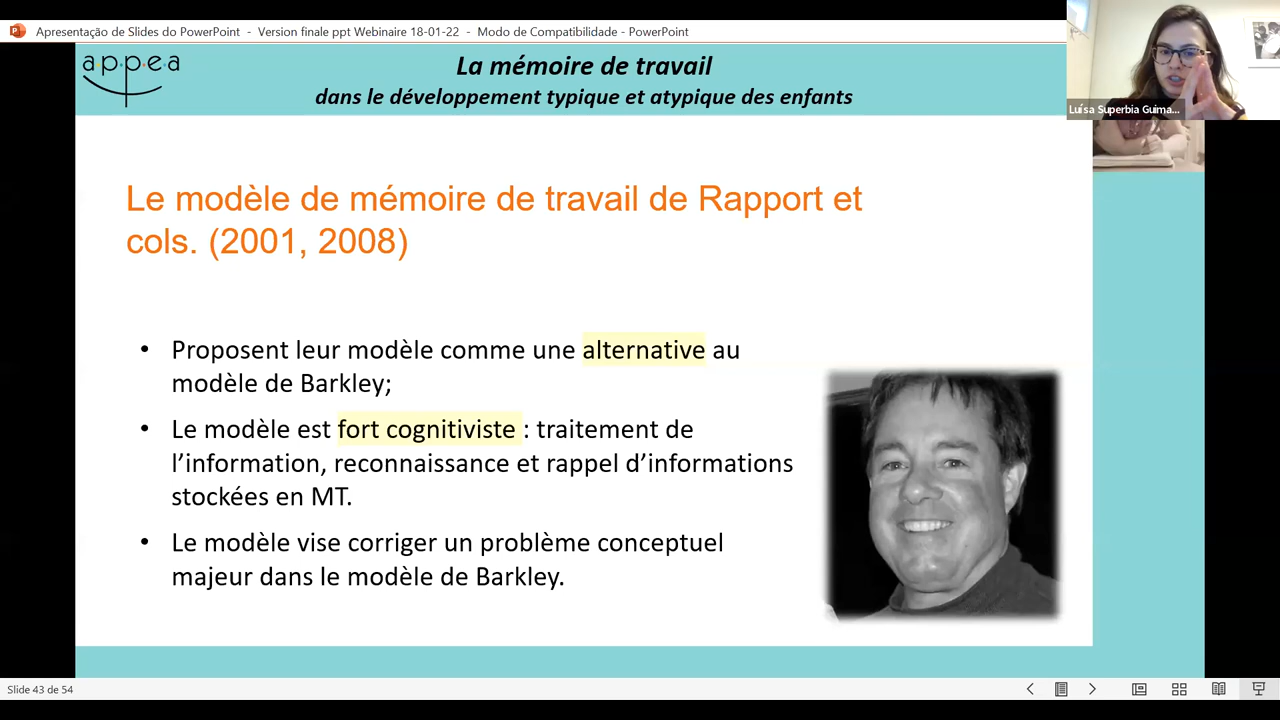 Apresentação de Slides do PowerPoint - Version finale ppt Webinaire 18-01-22 - Modo de Compatibilidade - PowerPoint
appea
La mémoire de travail
dans le développement typique et atypique des enfants
Luísa Superbia Guima...
Le modèle de mémoire de travail de Rapport et
cols. (2001, 2008)
• Proposent leur modèle comme une alternative au
modèle de Barkley;
• Le modèle est fort cognitiviste : traitement de
l’information, reconnaissance et rappel d’informations
stockées en MT.
• Le modèle vise corriger un problème conceptuel
majeur dans le modèle de Barkley.
Slide 43 de 54